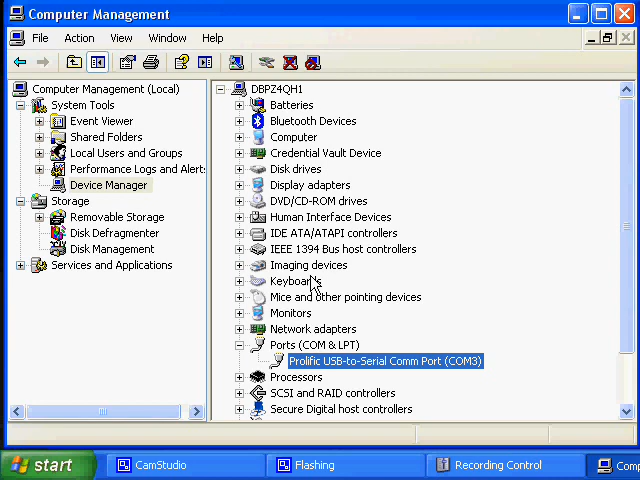 Computer Management
File Action View Window Help
Computer Management (Local)
System Tools
Event Viewer
Shared Folders
Local Users and Groups
Performance Logs and Alert
Device Manager
Storage
Removable Storage
Disk Defragmenter
Disk Management
Services and Applications
DBPZ4QH1
Batteries
Bluetooth Devices
Computer
Credential Vault Device
Disk drives
Display adapters
DVD/CD-ROM drives
Human Interface Devices
IDE ATA/ATAPI controllers
IEEE 1394 Bus host controllers
Imaging devices
Keyboards
Mice and other pointing devices
Monitors
Network adapters
Ports (COM & LPT)
Prolific USB-to-Serial Comm Port (COM3)
Processors
SCSI and RAID controllers
Secure Digital host controllers
start CamStudio Flashing Recording Control Comp